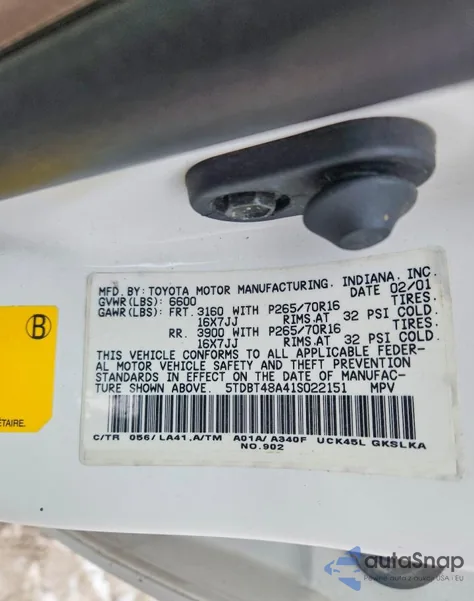 MFD. BY: TOYOTA MOTOR MANUFACTURING, INDIANA, INC.
GVWR(LBS): 6600 DATE 02/01
GAWR(LBS): FRT. 3160 WITH P265/70R16 TIRES.
16X7JJ RIMS.AT 32 PSI COLD.
RR. 3900 WITH P265/70R16 TIRES.
16X7JJ RIMS.AT 32 PSI COLD.
THIS VEHICLE CONFORMS TO ALL APPLICABLE FEDER-
AL MOTOR VEHICLE SAFETY AND THEFT PREVENTION
STANDARDS IN EFFECT ON THE DATE OF MANUFAC-
TURE SHOWN ABOVE. 5TDBT48A41S022151 MPV
C/TR 056/LA41,A/TM A01A/A340F UCK45L GKSLKA
NO.902
B
ÉTAIRE.
autaSnap